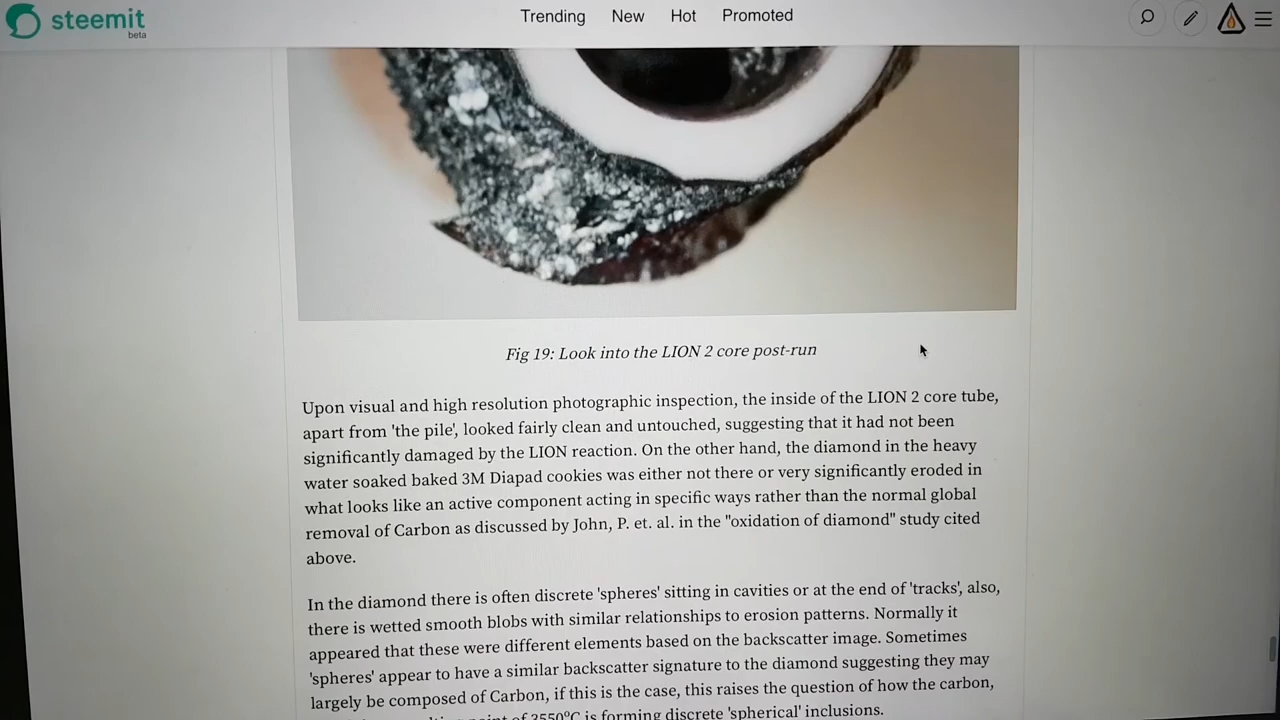 steemit
beta
Trending New Hot Promoted
Fig 19: Look into the LION 2 core post-run
Upon visual and high resolution photographic inspection, the inside of the LION 2 core tube,
apart from 'the pile', looked fairly clean and untouched, suggesting that it had not been
significantly damaged by the LION reaction. On the other hand, the diamond in the heavy
water soaked baked 3M Diapad cookies was either not there or very significantly eroded in
what looks like an active component acting in specific ways rather than the normal global
removal of Carbon as discussed by John, P. et. al. in the "oxidation of diamond" study cited
above.
In the diamond there is often discrete 'spheres' sitting in cavities or at the end of 'tracks', also,
there is wetted smooth blobs with similar relationships to erosion patterns. Normally it
appeared that these were different elements based on the backscatter image. Sometimes
'spheres' appear to have a similar backscatter signature to the diamond suggesting they may
largely be composed of Carbon, if this is the case, this raises the question of how the carbon,
point of 3550°C is forming discrete 'spherical' inclusions.